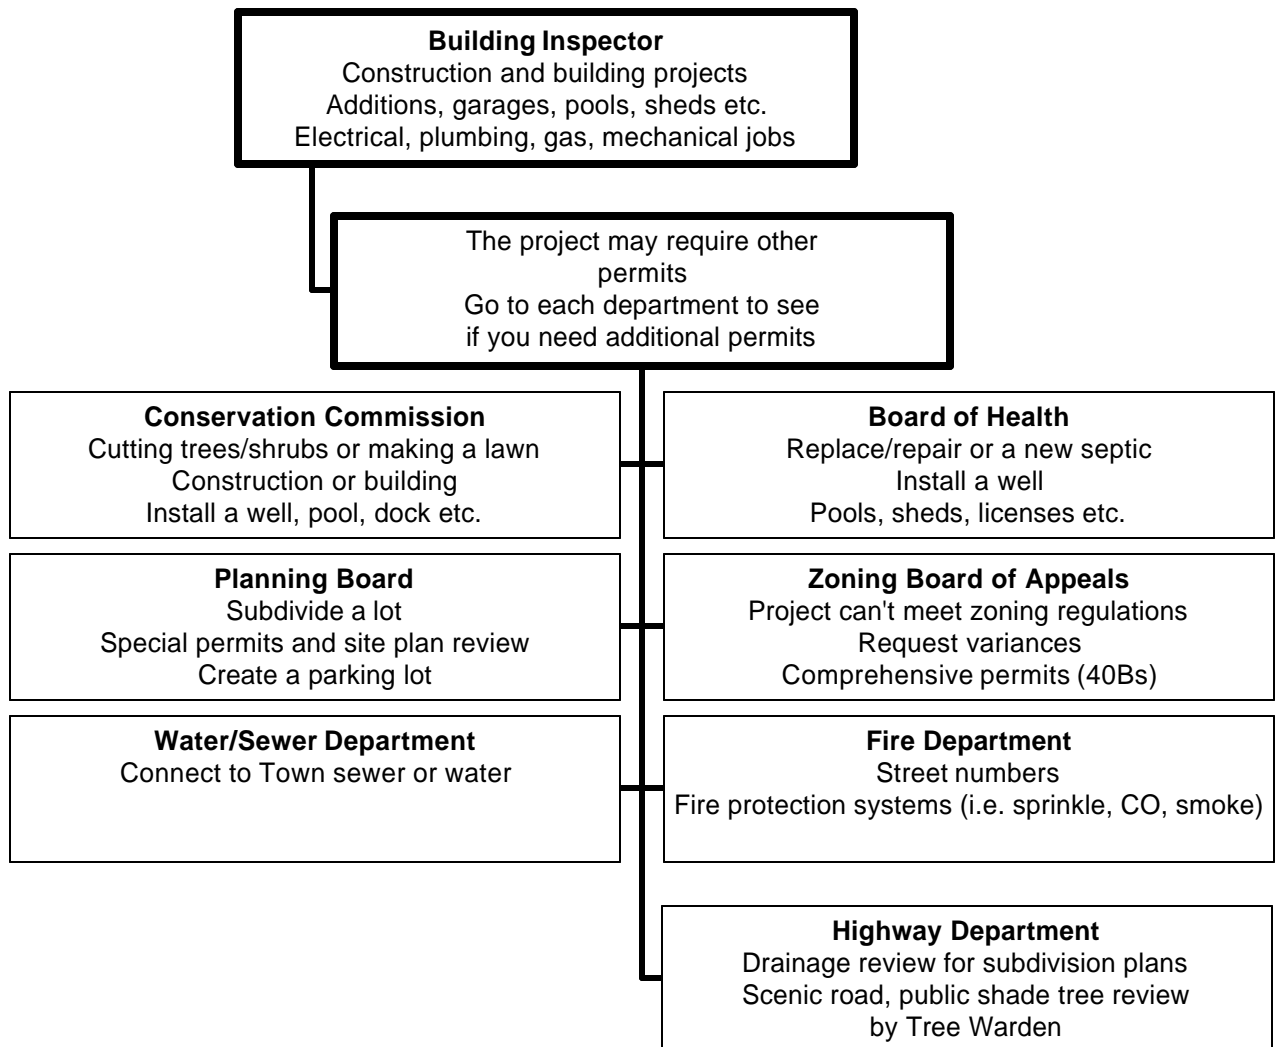 Building Inspector
Construction and building projects
Additions, garages, pools, sheds etc.
Electrical, plumbing, gas, mechanical jobs
The project may require other
permits
Go to each department to see
if you need additional permits
Conservation Commission
Cutting trees/shrubs or making a lawn
Construction or building
Install a well, pool, dock etc.
Board of Health
Replace/repair or a new septic
Install a well
Pools, sheds, licenses etc.
Planning Board
Subdivide a lot
Special permits and site plan review
Create a parking lot
Zoning Board of Appeals
Project can't meet zoning regulations
Request variances
Comprehensive permits (40Bs)
Water/Sewer Department
Connect to Town sewer or water
Fire Department
Street numbers
Fire protection systems (i.e. sprinkle, CO, smoke)
Highway Department
Drainage review for subdivision plans
Scenic road, public shade tree review
by Tree Warden